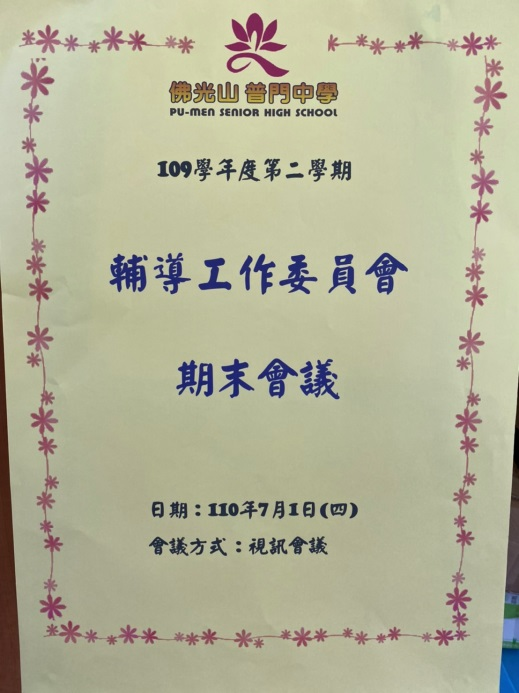 佛光山 普門中學
PU-MEN SENIOR HIGH SCHOOL
109學年度第二學期
輔導工作委員會
期末會議
日期：110年7月1日(四)
會議方式：視訊會議